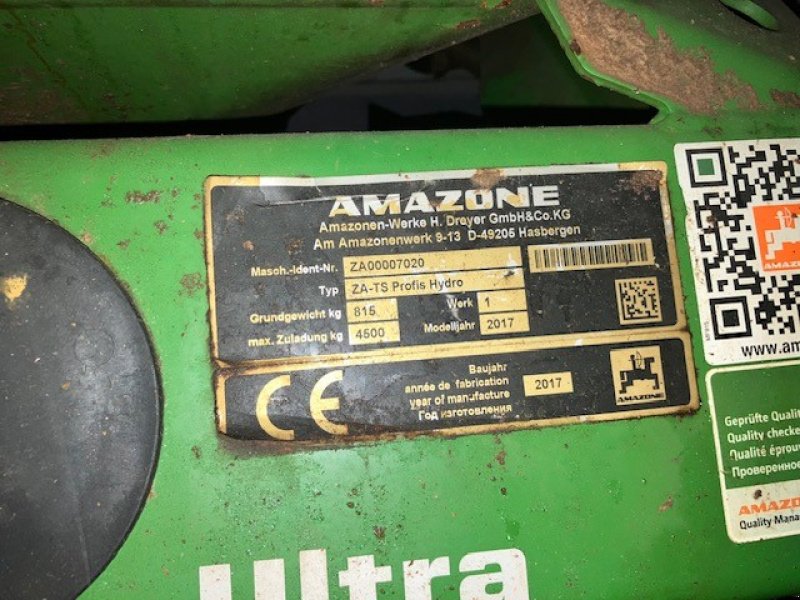 AMAZONE
Amazonen-Werke H. Dreyer GmbH&Co.KG
Am Amazonenwerk 9-13 D-49205 Hasbergen
Masch.-Ident-Nr. ZA00007020
Typ ZA-TS Profis Hydro
Grundgewicht kg 815 Werk 1
max. Zuladung kg 4500 Modelljahr 2017
CE
Baujahr
année de fabrication
year of manufacture
Год изготовления
2017
AMAZONE
Ultra
www.am
Geprüfte Qualit
Quality checke
Qualité éprouv
Проверенное
AMAZO
Quality Mana